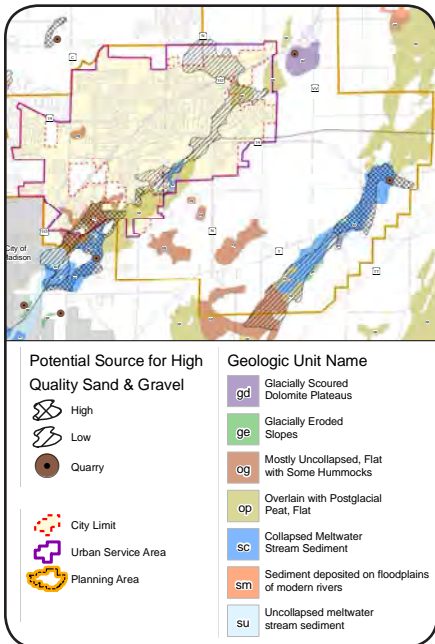 City of
Madison
Potential Source for High
Quality Sand & Gravel
High
Low
Quarry
City Limit
Urban Service Area
Planning Area
Geologic Unit Name
gd
Glacially Scoured
Dolomite Plateaus
ge
Glacially Eroded
Slopes
og
Mostly Uncollapsed, Flat
with Some Hummocks
op
Overlain with Postglacial
Peat, Flat
sc
Collapsed Meltwater
Stream Sediment
sm
Sediment deposited on floodplains
of modern rivers
su
Uncollapsed meltwater
stream sediment